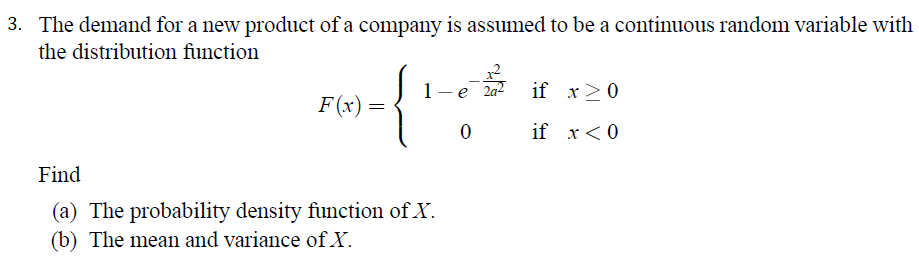 3. The demand for a new product of a company is assumed to be a continuous random variable with
the distribution function
F(x) = { 1 − e^{−x²/2a²} if x ≥ 0
0 if x < 0
Find
(a) The probability density function of X.
(b) The mean and variance of X.